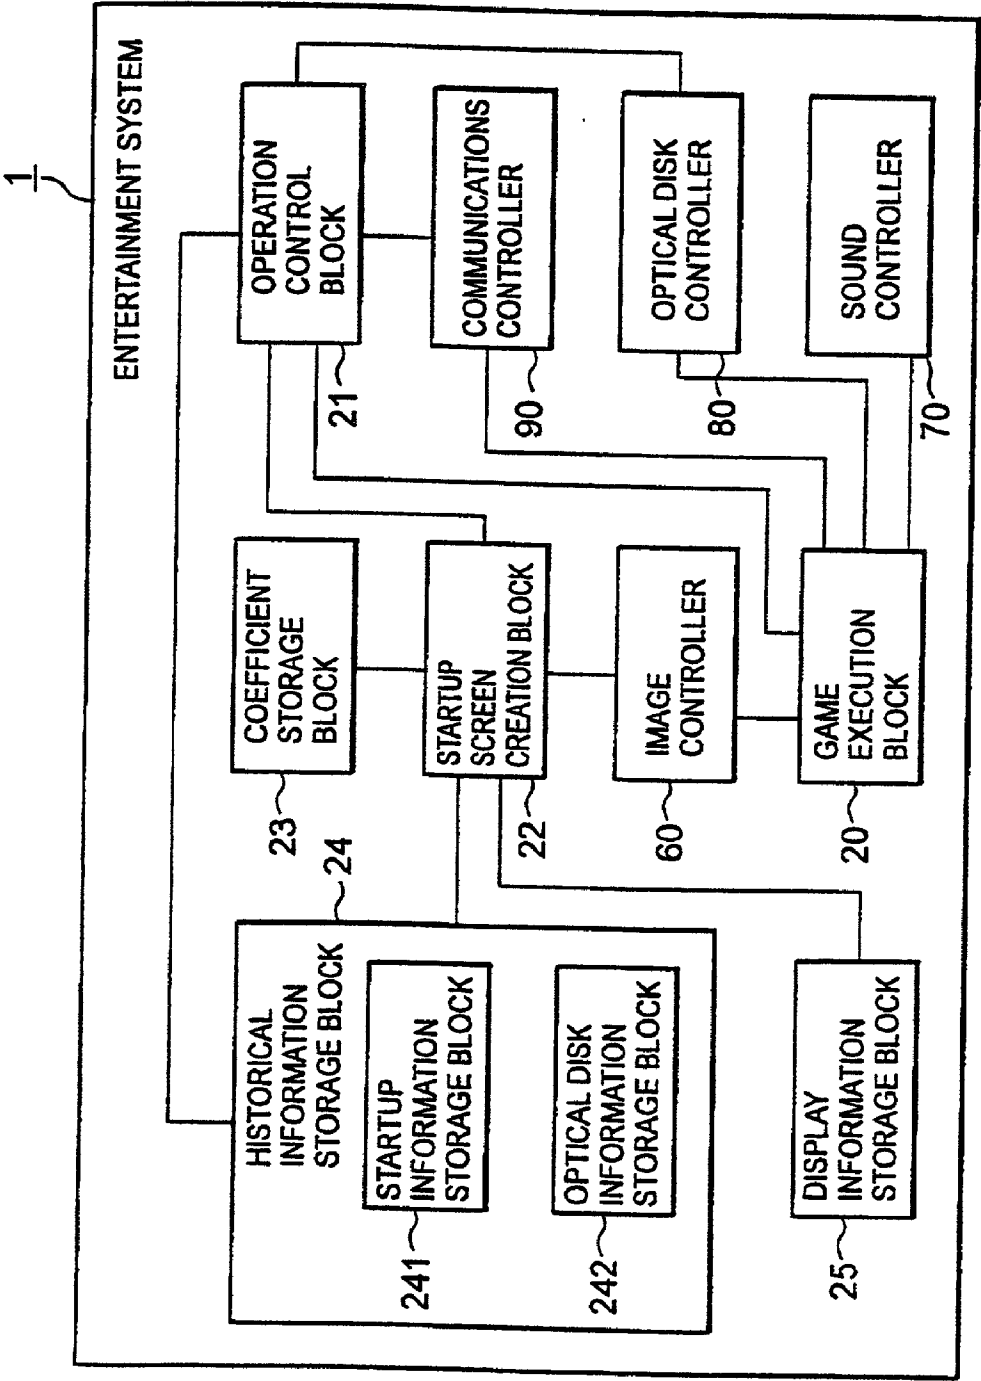 1
ENTERTAINMENT SYSTEM
HISTORICAL
INFORMATION
STORAGE BLOCK
24
STARTUP
INFORMATION
STORAGE BLOCK
241
OPTICAL DISK
INFORMATION
STORAGE BLOCK
242
DISPLAY
INFORMATION
STORAGE BLOCK
25
COEFFICIENT
STORAGE
BLOCK
23
STARTUP
SCREEN
CREATION BLOCK
22
IMAGE
CONTROLLER
60
GAME
EXECUTION
BLOCK
20
OPERATION
CONTROL
BLOCK
21
COMMUNICATIONS
CONTROLLER
90
OPTICAL DISK
CONTROLLER
80
SOUND
CONTROLLER
70